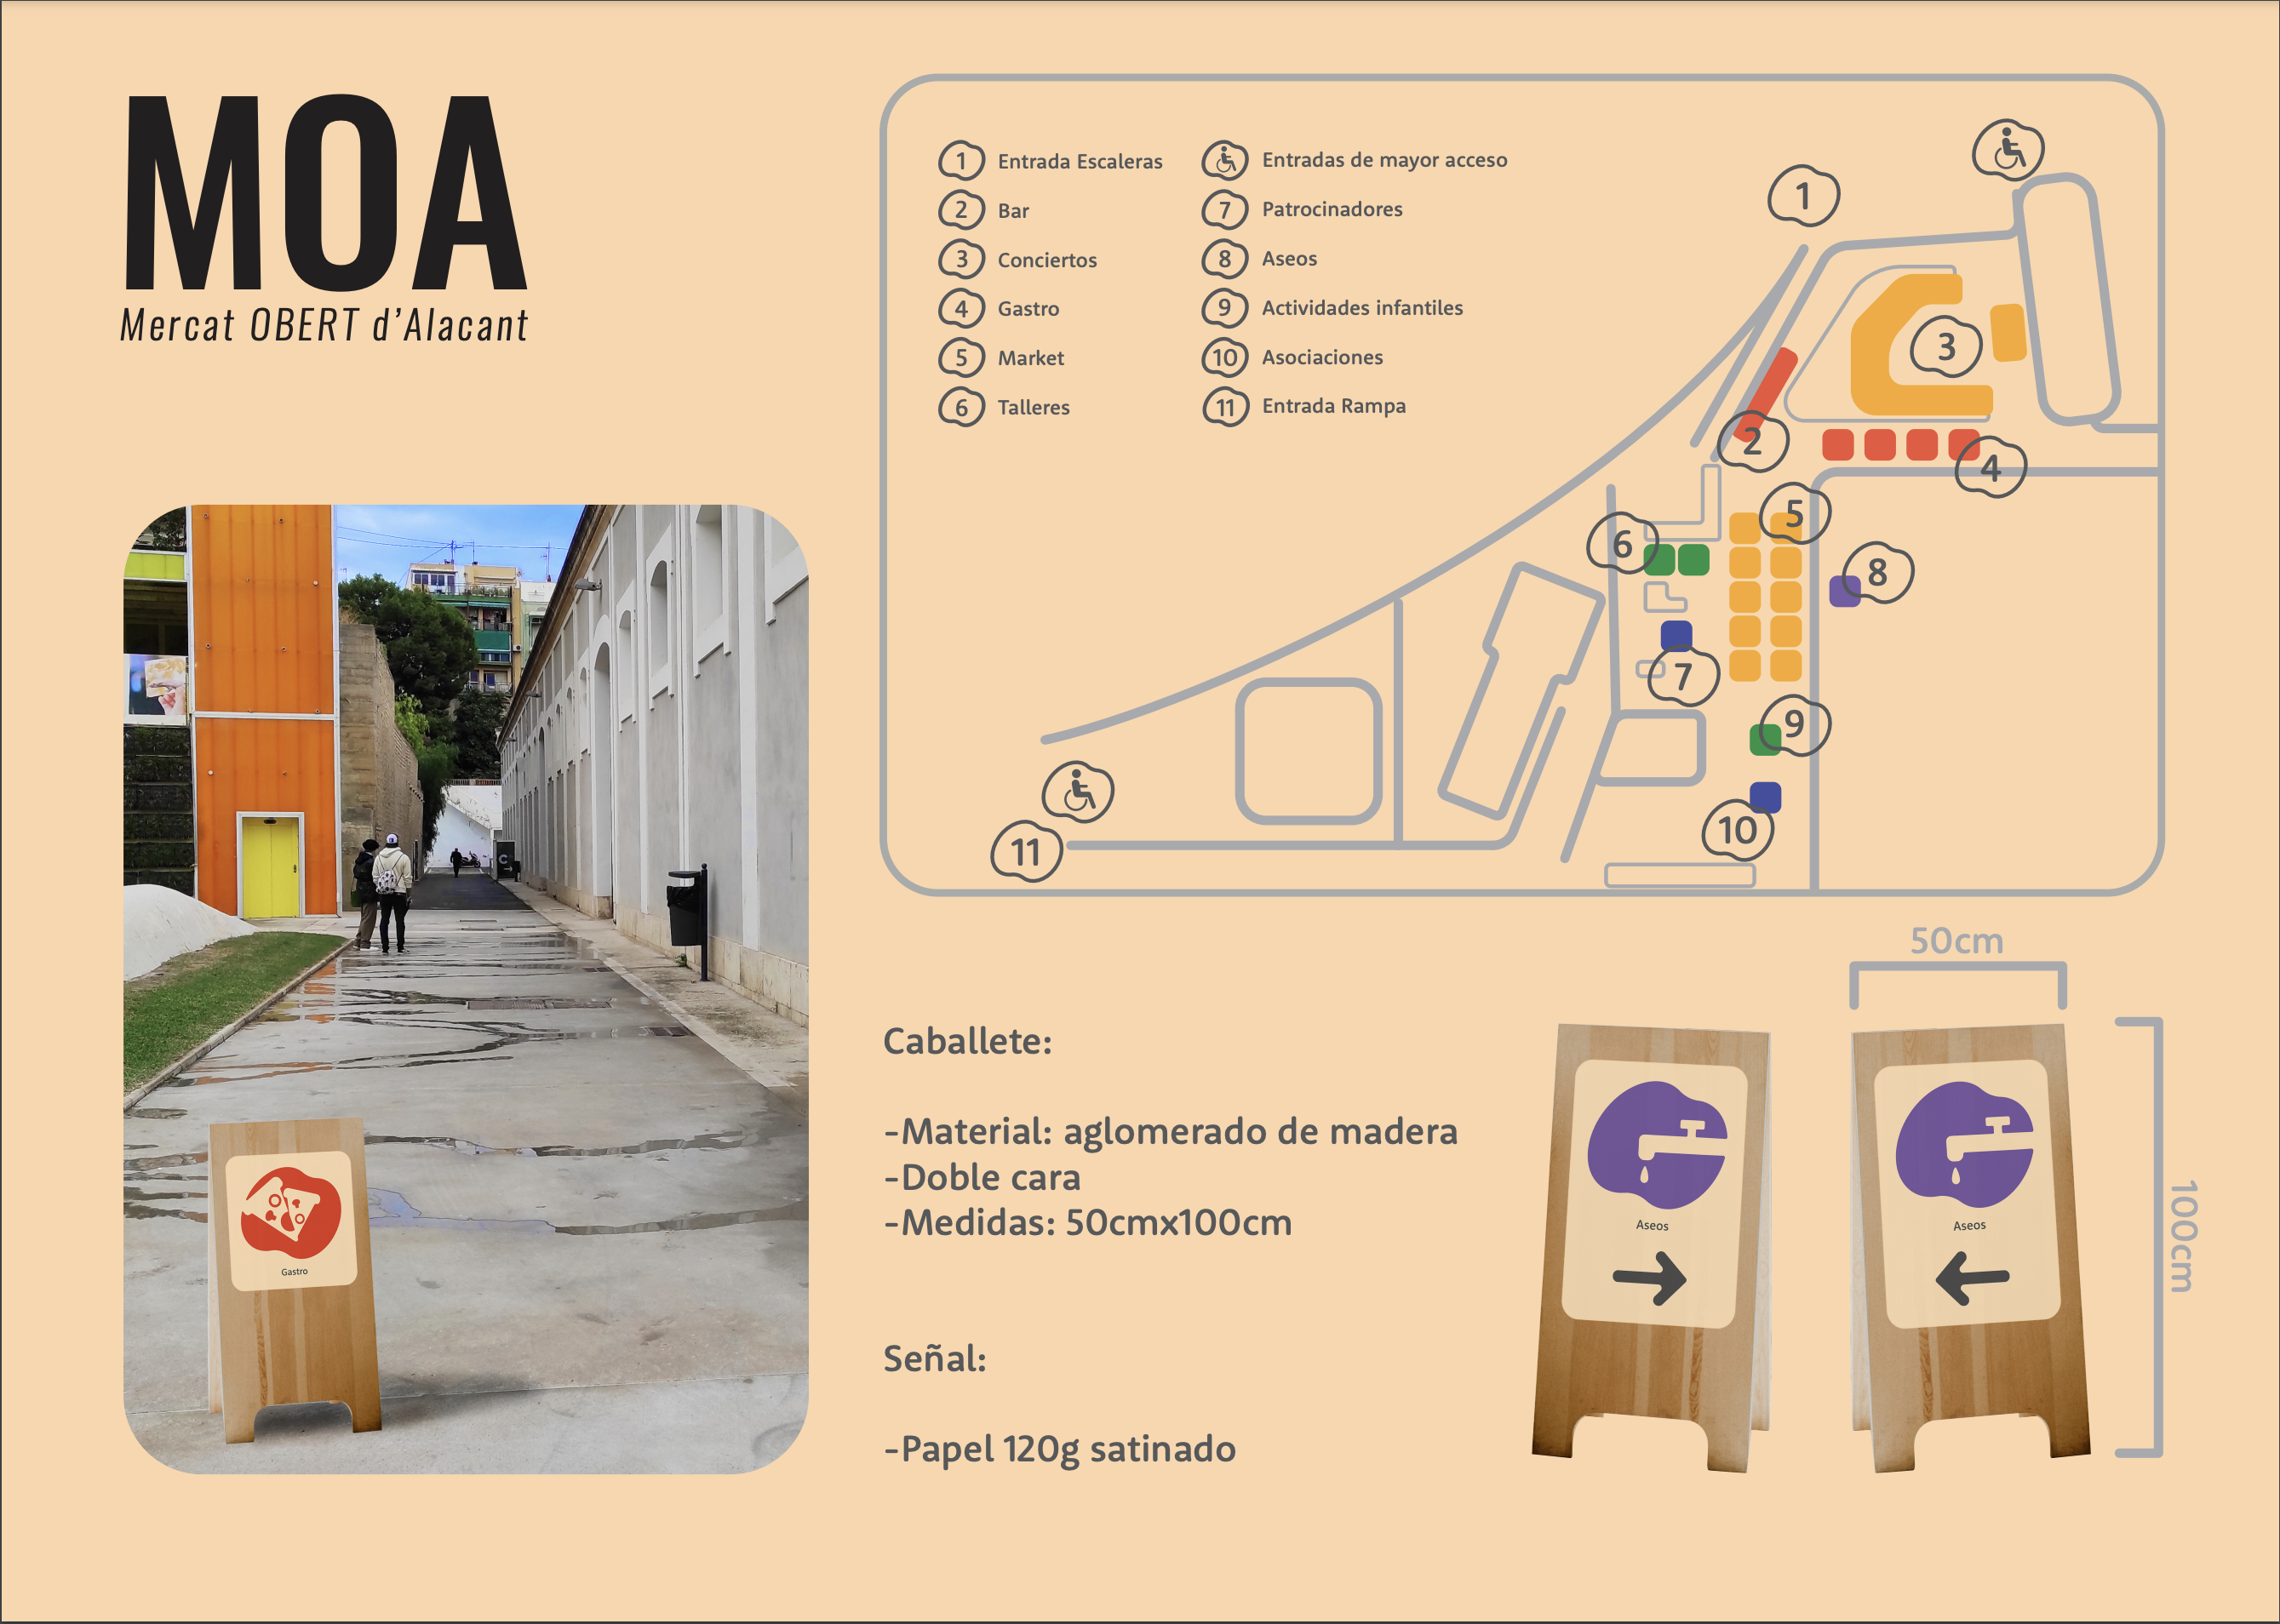 MOA
Mercat OBERT d’Alacant
1 Entrada Escaleras
2 Bar
3 Conciertos
4 Gastro
5 Market
6 Talleres
Entradas de mayor acceso
7 Patrocinadores
8 Aseos
9 Actividades infantiles
10 Asociaciones
11 Entrada Rampa
1
2
3
4
5
6
7
8
9
10
11
Gastro
Caballete:
-Material: aglomerado de madera
-Doble cara
-Medidas: 50cmx100cm
Señal:
-Papel 120g satinado
50cm
100cm
Aseos
Aseos